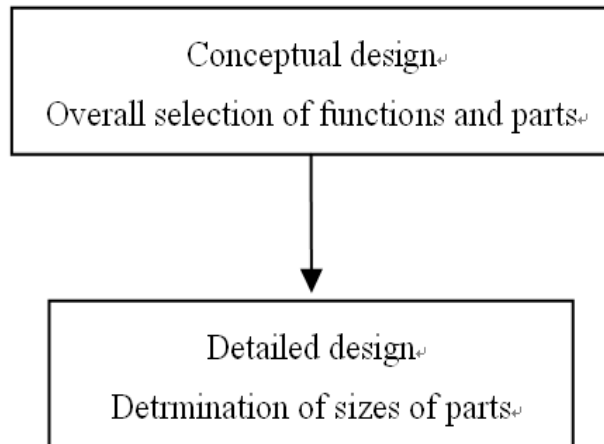 Conceptual design
Overall selection of functions and parts
Detailed design
Detrmination of sizes of parts